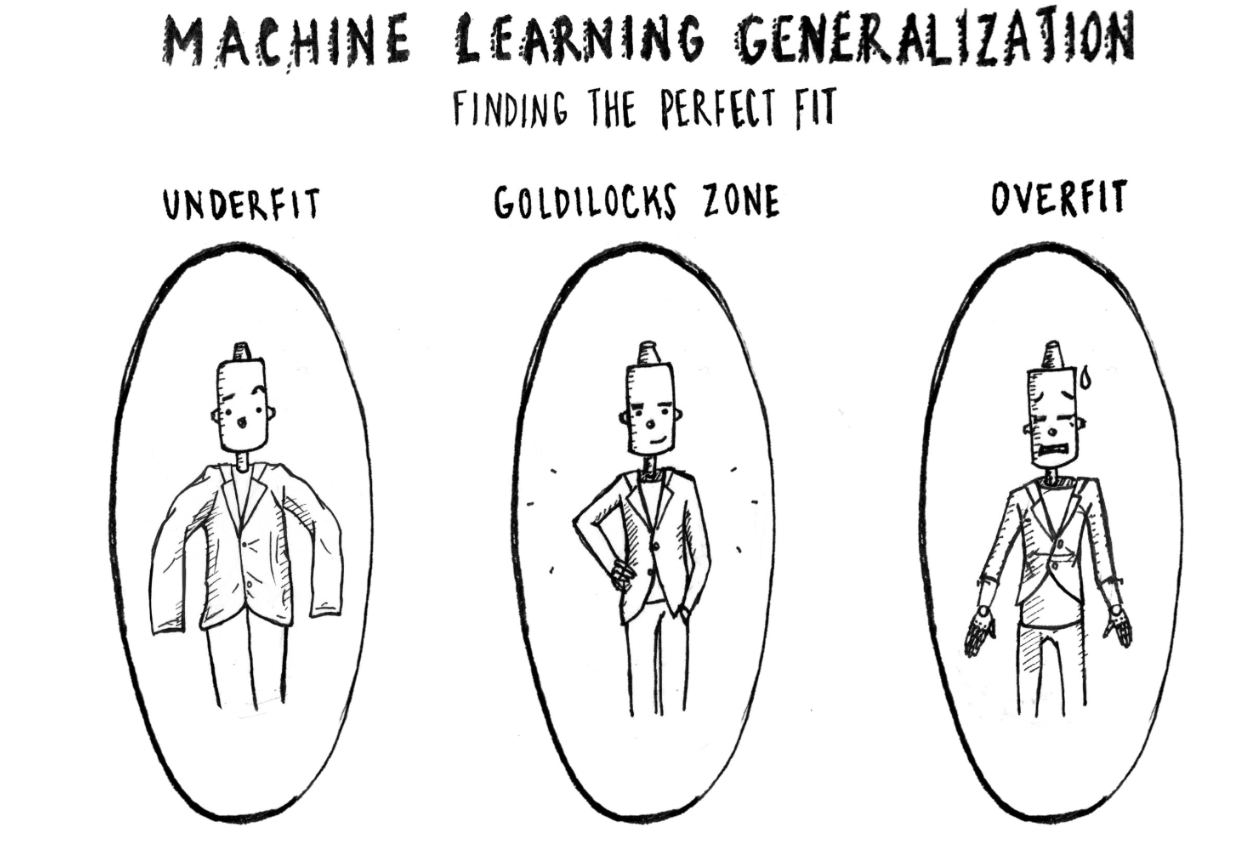 MACHINE LEARNING GENERALIZATION
FINDING THE PERFECT FIT
UNDERFIT
GOLDILOCKS ZONE
OVERFIT